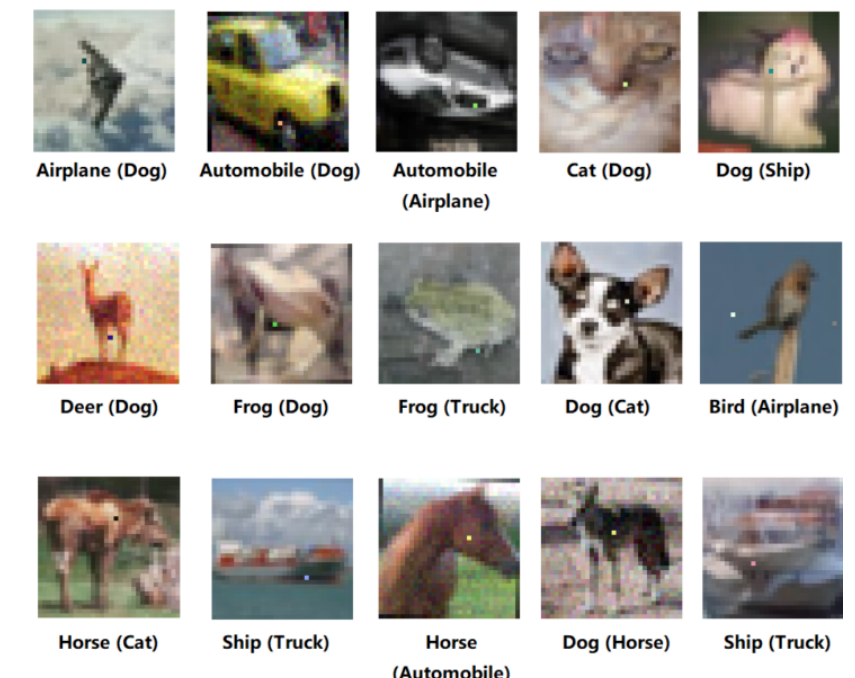 Airplane (Dog)
Automobile (Dog)
Automobile
(Airplane)
Cat (Dog)
Dog (Ship)
Deer (Dog)
Frog (Dog)
Frog (Truck)
Dog (Cat)
Bird (Airplane)
Horse (Cat)
Ship (Truck)
Horse
(Automobile)
Dog (Horse)
Ship (Truck)